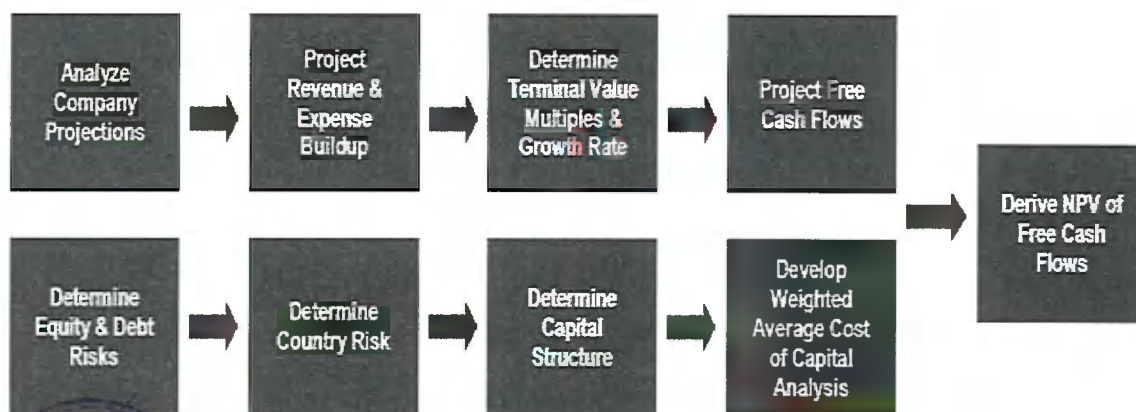 Analyze
Company
Projections
Project
Revenue &
Expense
Buildup
Determine
Terminal Value
Multiples &
Growth Rate
Project Free
Cash Flows
Derive NPV of
Free Cash
Flows
Determine
Equity & Debt
Risks
Determine
Country Risk
Determine
Capital
Structure
Develop
Weighted
Average Cost
of Capital
Analysis